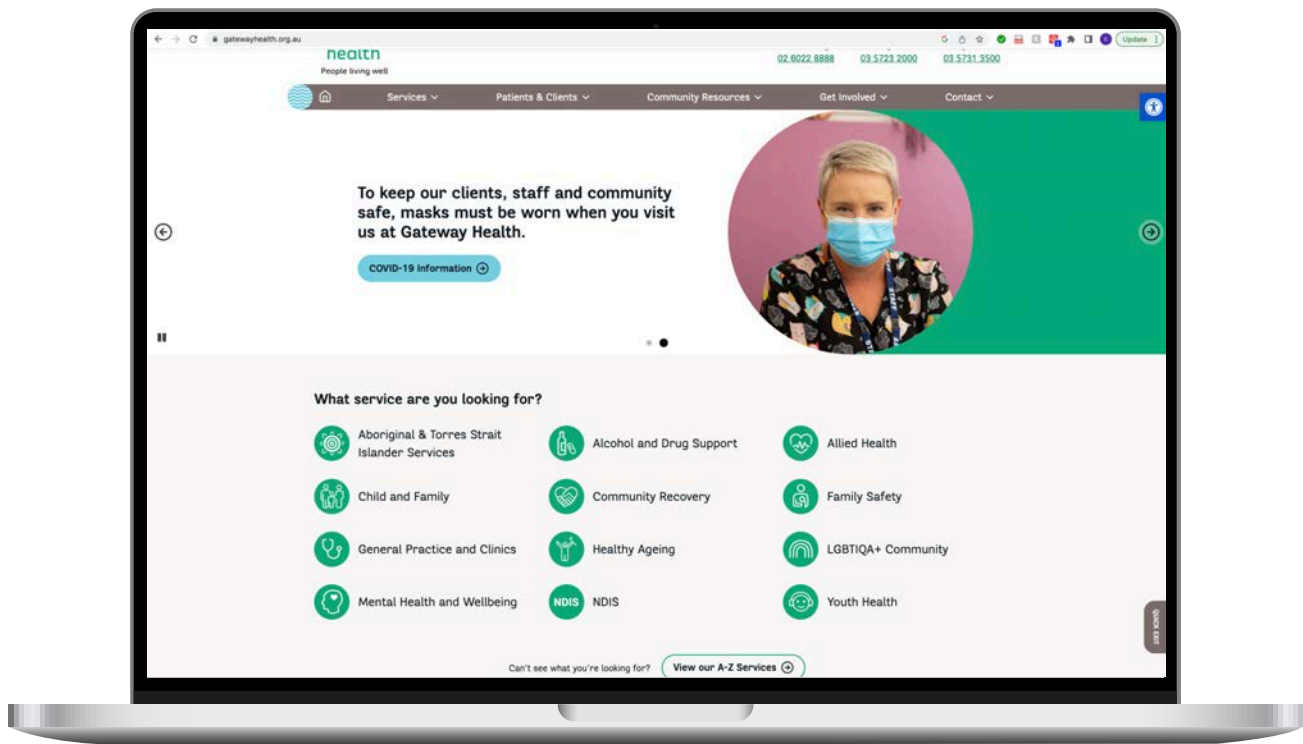 gatewayhealth.org.au
Update
health
People living well
02 6022 8888 03 5723 2000 03 5731 3500
Services Patients & Clients Community Resources Get Involved Contact
To keep our clients, staff and community
safe, masks must be worn when you visit
us at Gateway Health.
COVID-19 Information
STAFF
What service are you looking for?
Aboriginal & Torres Strait
Islander Services
Alcohol and Drug Support
Allied Health
Child and Family
Community Recovery
Family Safety
General Practice and Clinics
Healthy Ageing
LGBTIQA+ Community
Mental Health and Wellbeing
NDIS NDIS
Youth Health
QUICK EXIT
Can't see what you're looking for? View our A-Z Services